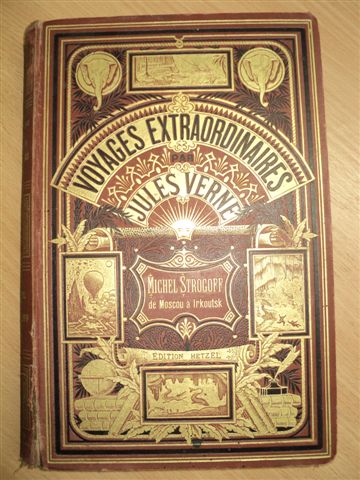 VOYAGES EXTRAORDINAIRES
PAR
JULES VERNE
MICHEL STROGOFF
de Moscou à Irkoutsk
EDITION HETZEL